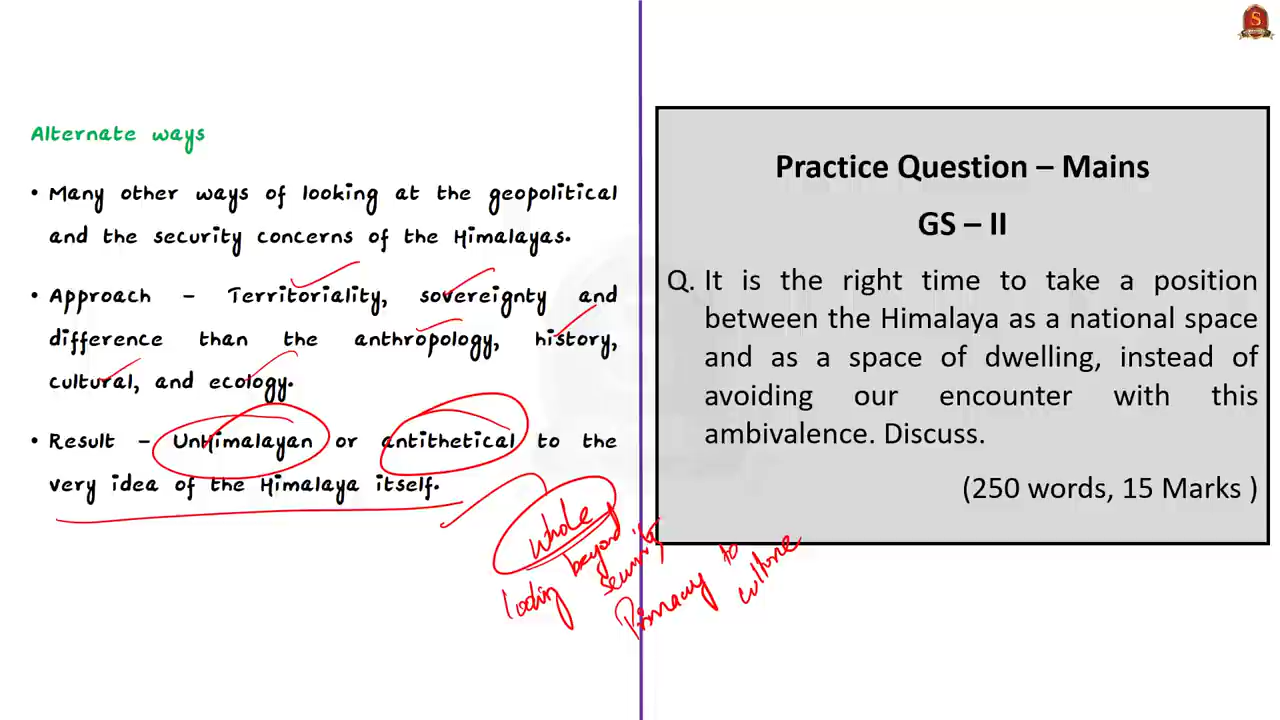 Alternate ways
• Many other ways of looking at the geopolitical
and the security concerns of the Himalayas.
• Approach – Territoriality, sovereignty and
difference than the anthropology, history,
cultural, and ecology.
• Result – UnHimalayan or antithetical to the
very idea of the Himalaya itself.
whole
looking beyond
security
Primacy to
culture
S
Practice Question – Mains
GS – II
Q. It is the right time to take a position
between the Himalaya as a national space
and as a space of dwelling, instead of
avoiding our encounter with this
ambivalence. Discuss.
(250 words, 15 Marks )